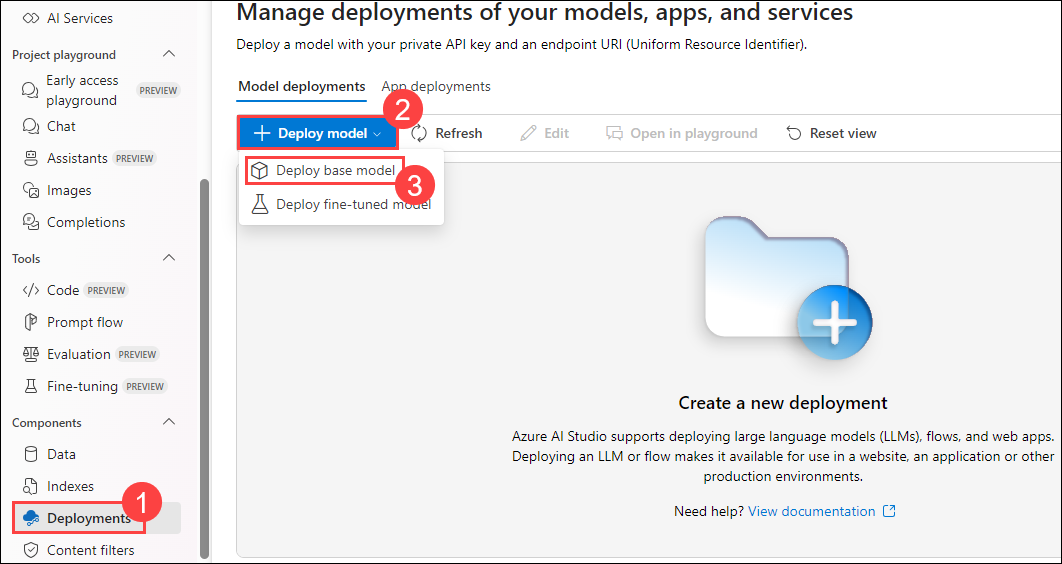 AI Services
Project playground
Early access
playground
PREVIEW
Chat
Assistants PREVIEW
Images
Completions
Tools
Code PREVIEW
Prompt flow
Evaluation PREVIEW
Fine-tuning PREVIEW
Components
Data
Indexes
1
Deployments
Content filters
Manage deployments of your models, apps, and services
Deploy a model with your private API key and an endpoint URI (Uniform Resource Identifier).
Model deployments App deployments
2
Deploy model Refresh Edit Open in playground Reset view
Deploy base model
3
Deploy fine-tuned model
Create a new deployment
Azure AI Studio supports deploying large language models (LLMs), flows, and web apps.
Deploying an LLM or flow makes it available for use in a website, an application or other
production environments.
Need help? View documentation